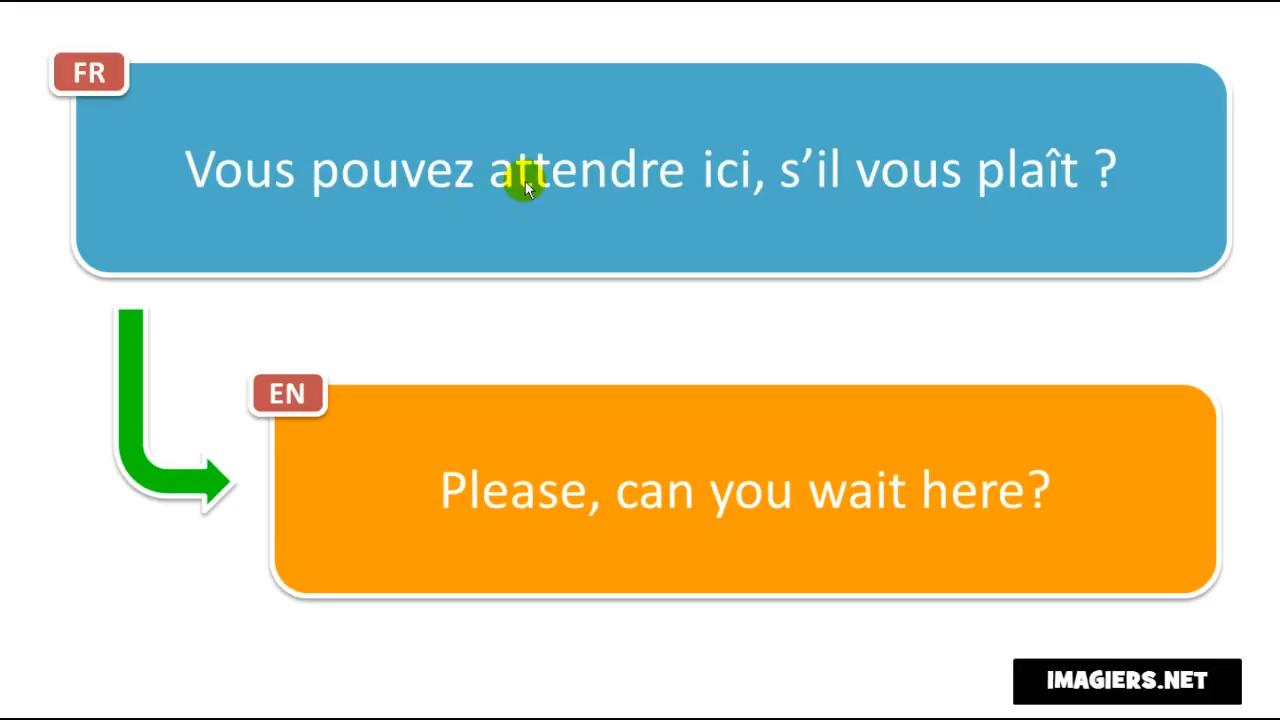 FR
Vous pouvez attendre ici, s’il vous plaît ?
EN
Please, can you wait here?
IMAGIERS.NET